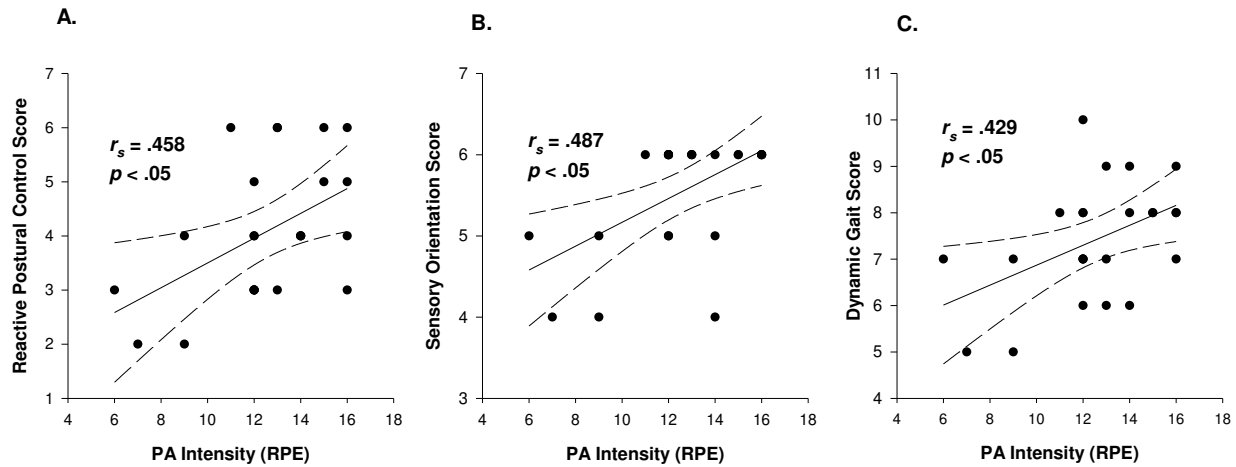 A.
Reactive Postural Control Score
7
6
5
4
3
2
1
r_s = .458
p < .05
4 6 8 10 12 14 16 18
PA Intensity (RPE)
B.
Sensory Orientation Score
7
6
5
4
3
r_s = .487
p < .05
4 6 8 10 12 14 16 18
PA Intensity (RPE)
C.
Dynamic Gait Score
11
10
9
8
7
6
5
4
r_s = .429
p < .05
4 6 8 10 12 14 16 18
PA Intensity (RPE)